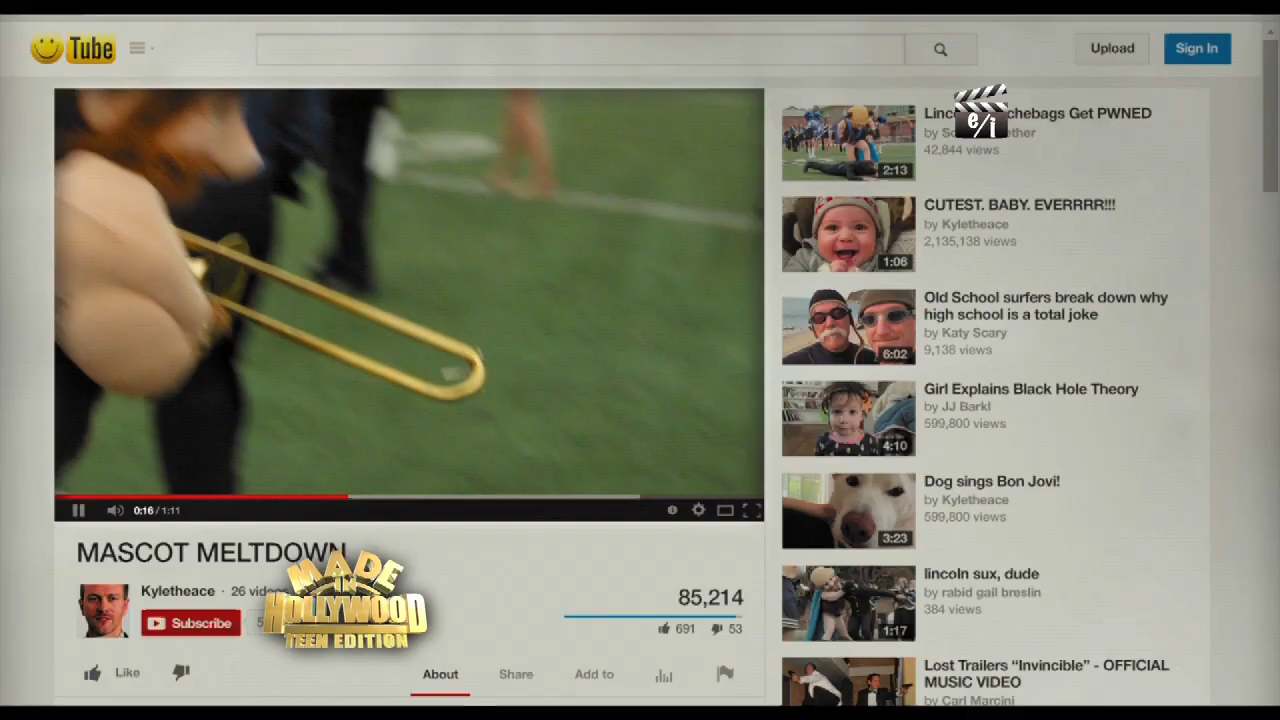 Tube
Upload
Sign In
Get PWNED
42,844 views
2:13
CUTEST. BABY. EVERRRR!!!
by Kyletheace
2,135,138 views
1:06
Old School surfers break down why
high school is a total joke
by Katy Scary
9,138 views
6:02
Girl Explains Black Hole Theory
by JJ Barkl
599,800 views
4:10
Dog sings Bon Jovi!
by Kyletheace
599,800 views
3:23
lincoln sux, dude
by rabid gail breslin
384 views
1:17
Lost Trailers “Invincible” - OFFICIAL
MUSIC VIDEO
by Carl Marcini
e/i
0:16 / 1:11
MASCOT MELTDOWN
Kyletheace · 26
Subscribe
85,214
691 53
MADE
IN
HOLLYWOOD
TEEN EDITION
Like
About Share Add to